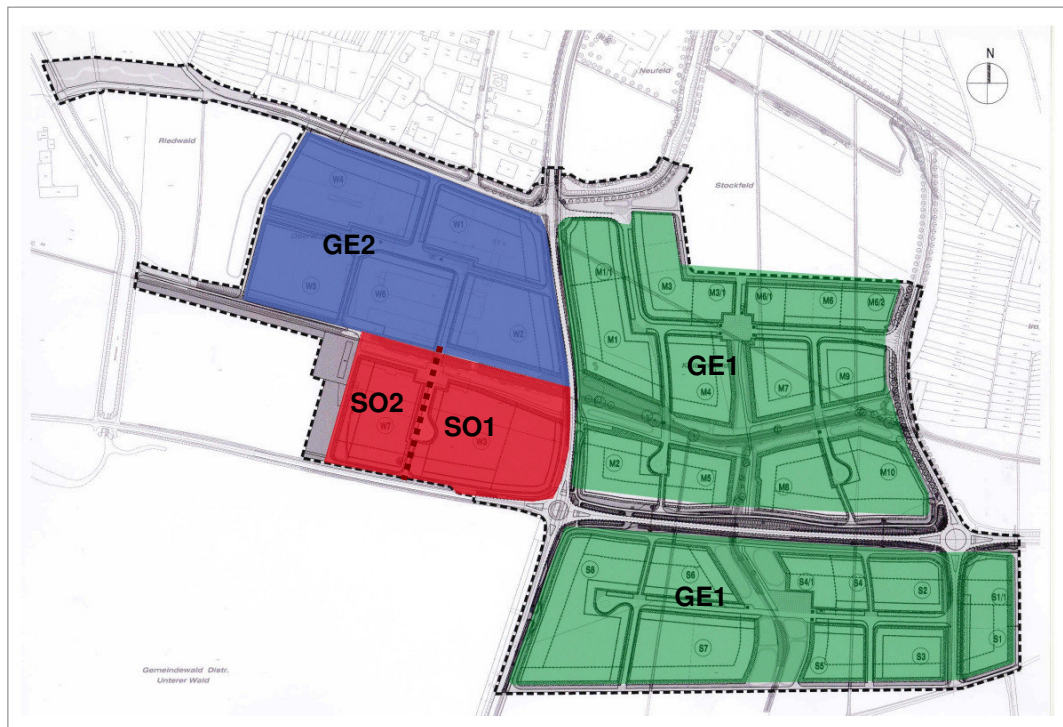 N
Neufeld
Riedwald
Stockfeld
W4
W1
GE2
W5
W6
W2
M1/1
M3
M3/1
M6/1
M6
M6/2
M1
GE1
M4
M7
M9
SO2
SO1
W7
W3
M2
M5
M8
M10
S8
S6
S4/1
S4
S2
S1/1
GE1
S7
S5
S3
S1
Gemeindewald Distr.
Unterer Wald